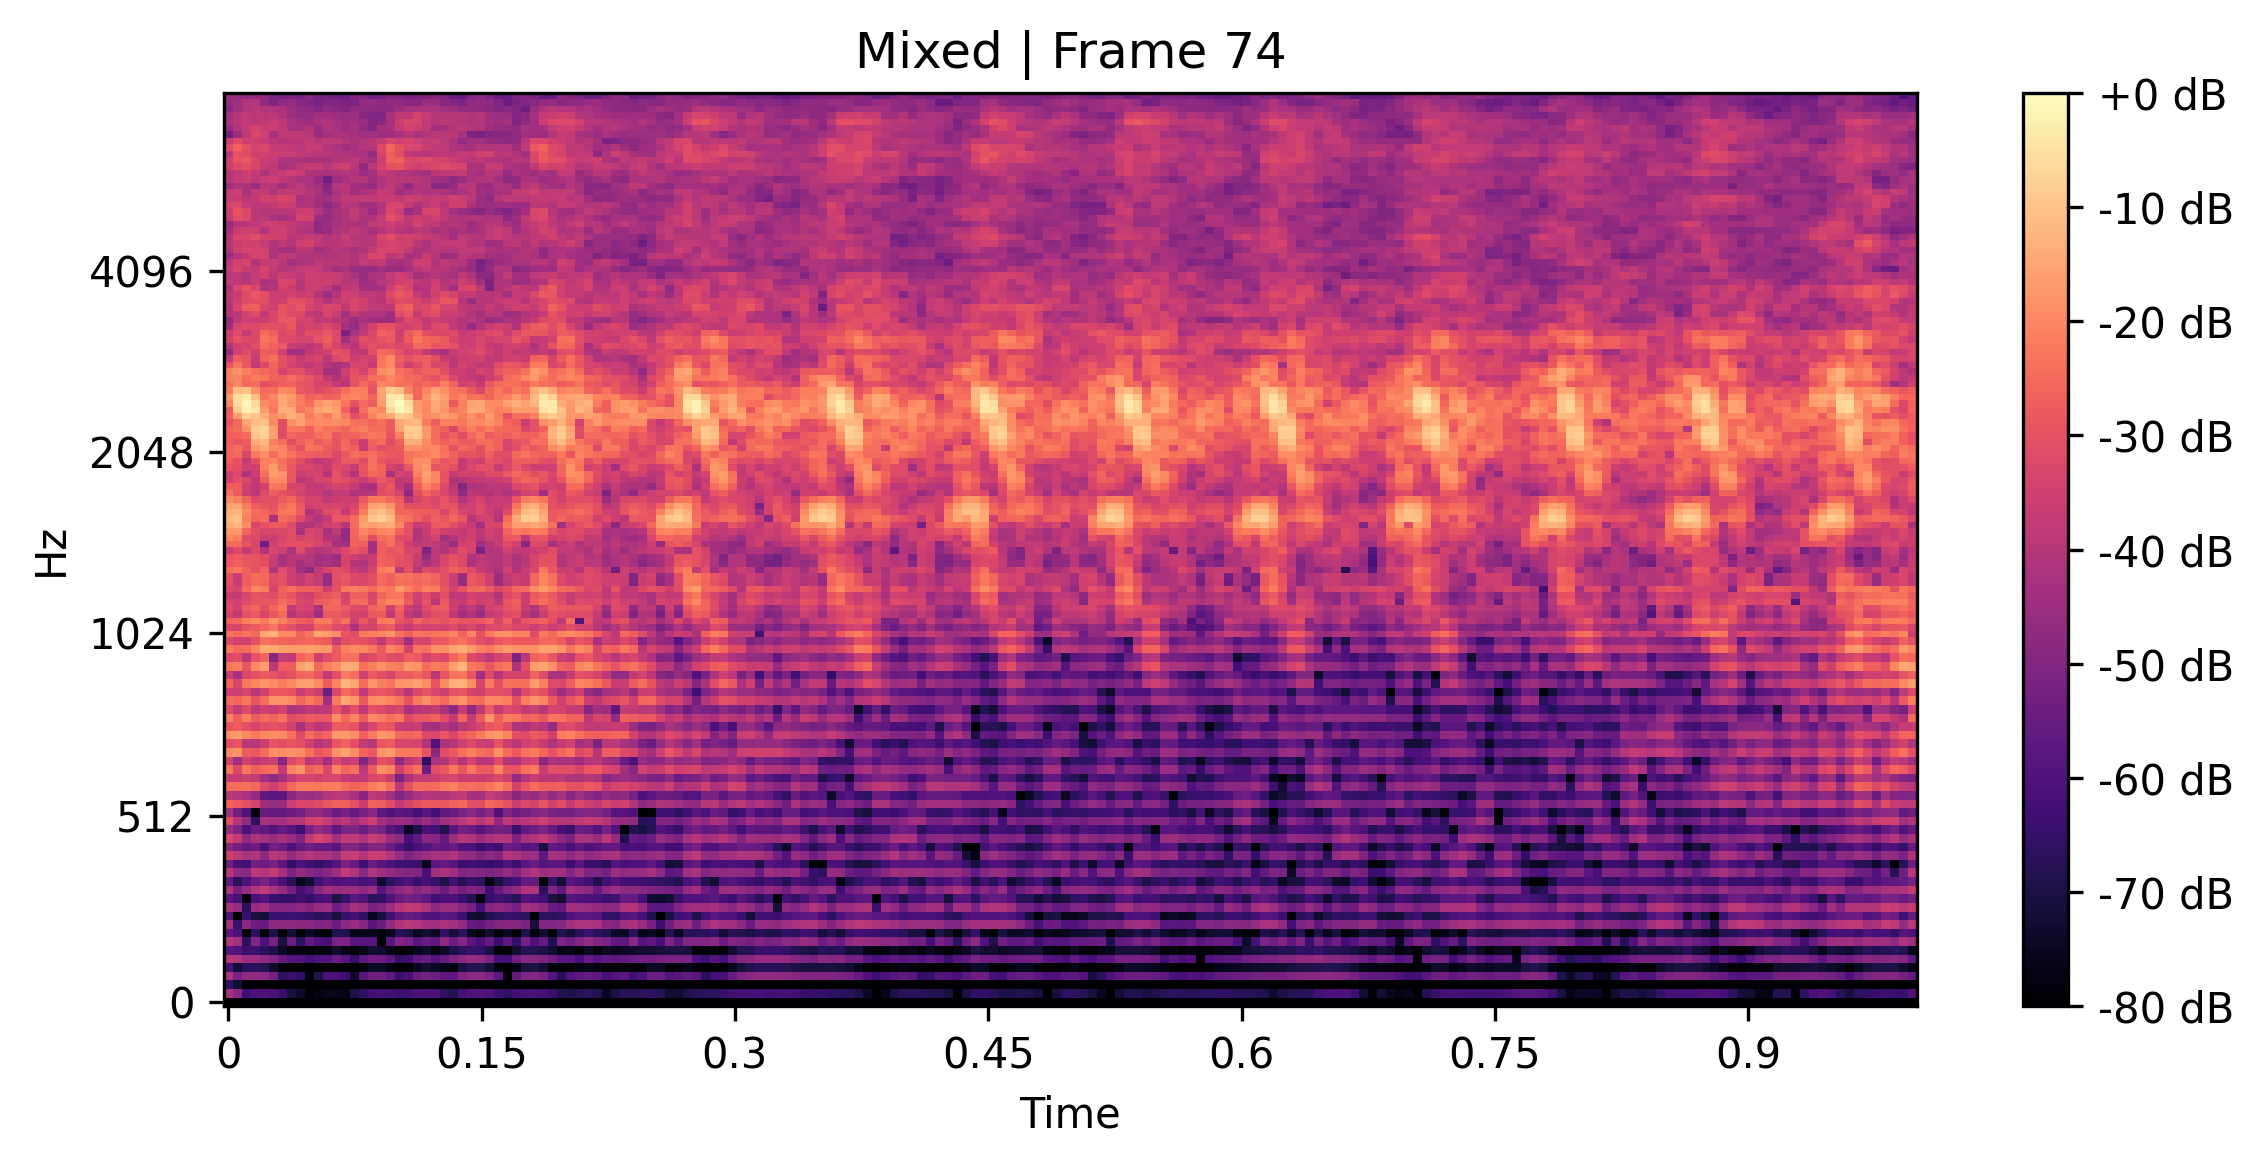 Mixed | Frame 74
+0 dB
-10 dB
-20 dB
-30 dB
-40 dB
-50 dB
-60 dB
-70 dB
-80 dB
Hz
4096
2048
1024
512
0
0 0.15 0.3 0.45 0.6 0.75 0.9
Time